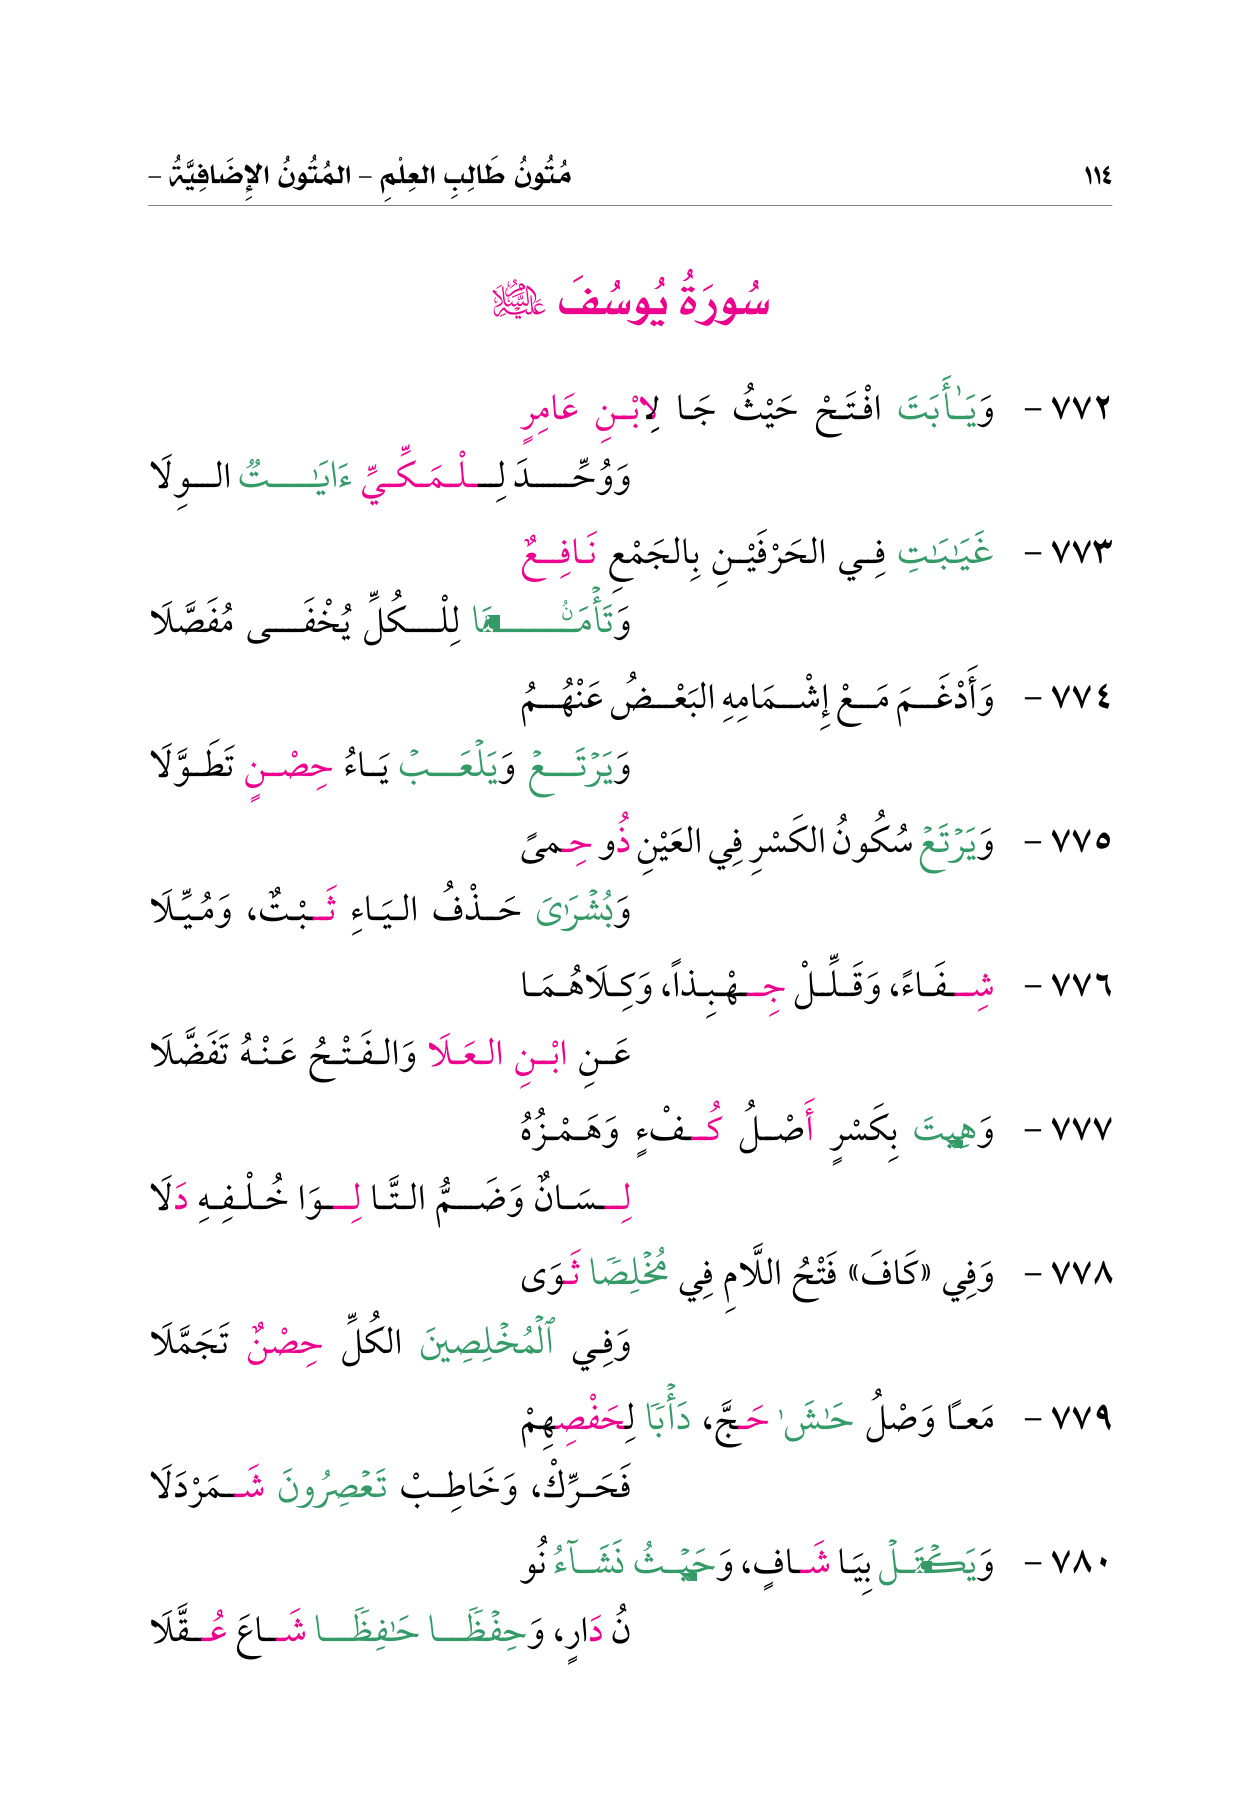 ١١٤ مُتُونُ طَالِبِ العِلْمِ – المُتُونُ الإِضَافِيَّةُ –
سُورَةُ يُوسُفَ عليه السلام
٧٧٢ – وَيَـٰٓأَبَتَ افْتَحْ حَيْثُ جَا لِابْنِ عَامِرٍ
وَوُحِّدَ لِلْمَكِّيِّ ءَايَـٰتٌ الوِلَا
٧٧٣ – غَيَـٰبَـٰتِ فِي الحَرْفَيْنِ بِالجَمْعِ نَافِعٌ
وَتَأْمَ۬نَّا لِلْكُلِّ يُخْفَى مُفَصَّلَا
٧٧٤ – وَأَدْغَمَ مَعْ إِشْمَامِهِ البَعْضُ عَنْهُمُ
وَيَرْتَعْ وَيَلْعَبْ يَاءُ حِصْنٍ تَطَوَّلَا
٧٧٥ – وَيَرْتَعْ سُكُونُ الكَسْرِ فِي العَيْنِ ذُو حِمىً
وَبُشْرَىٰيَ حَذْفُ اليَاءِ ثَبْتٌ، وَمُيِّلَا
٧٧٦ – شِفَاءً، وَقَلِّلْ جِهْبِذاً، وَكِلَاهُمَا
عَنِ ابْنِ العَلَا وَالفَتْحُ عَنْهُ تَفَضَّلَا
٧٧٧ – وَهِيتَ بِكَسْرٍ أَصْلُ كُفْءٍ وَهَمْزُهُ
لِسَانٌ وَضَمُّ التَّا لِوَا خُلْفِهِ دَلَا
٧٧٨ – وَفِي «كَافَ» فَتْحُ اللَّامِ فِي مُخْلِصًا ثَوَى
وَفِي ٱلْمُخْلِصِينَ الكُلِّ حِصْنٌ تَجَمَّلَا
٧٧٩ – مَعاً وَصْلُ حَـٰشَىٰ حَجَّ، دَأَبًا لِحَفْصِهِمْ
فَحَرِّكْ، وَخَاطِبْ تَعْصِرُونَ شَمَرْدَلَا
٧٨٠ – وَيَكْتَلْ بِيَا شَافٍ، وَحَيْثُ نَشَآءُ نُو
نُ دَارٍ، وَحِفْظًا حَـٰفِظًا شَاعَ عُقَّلَا